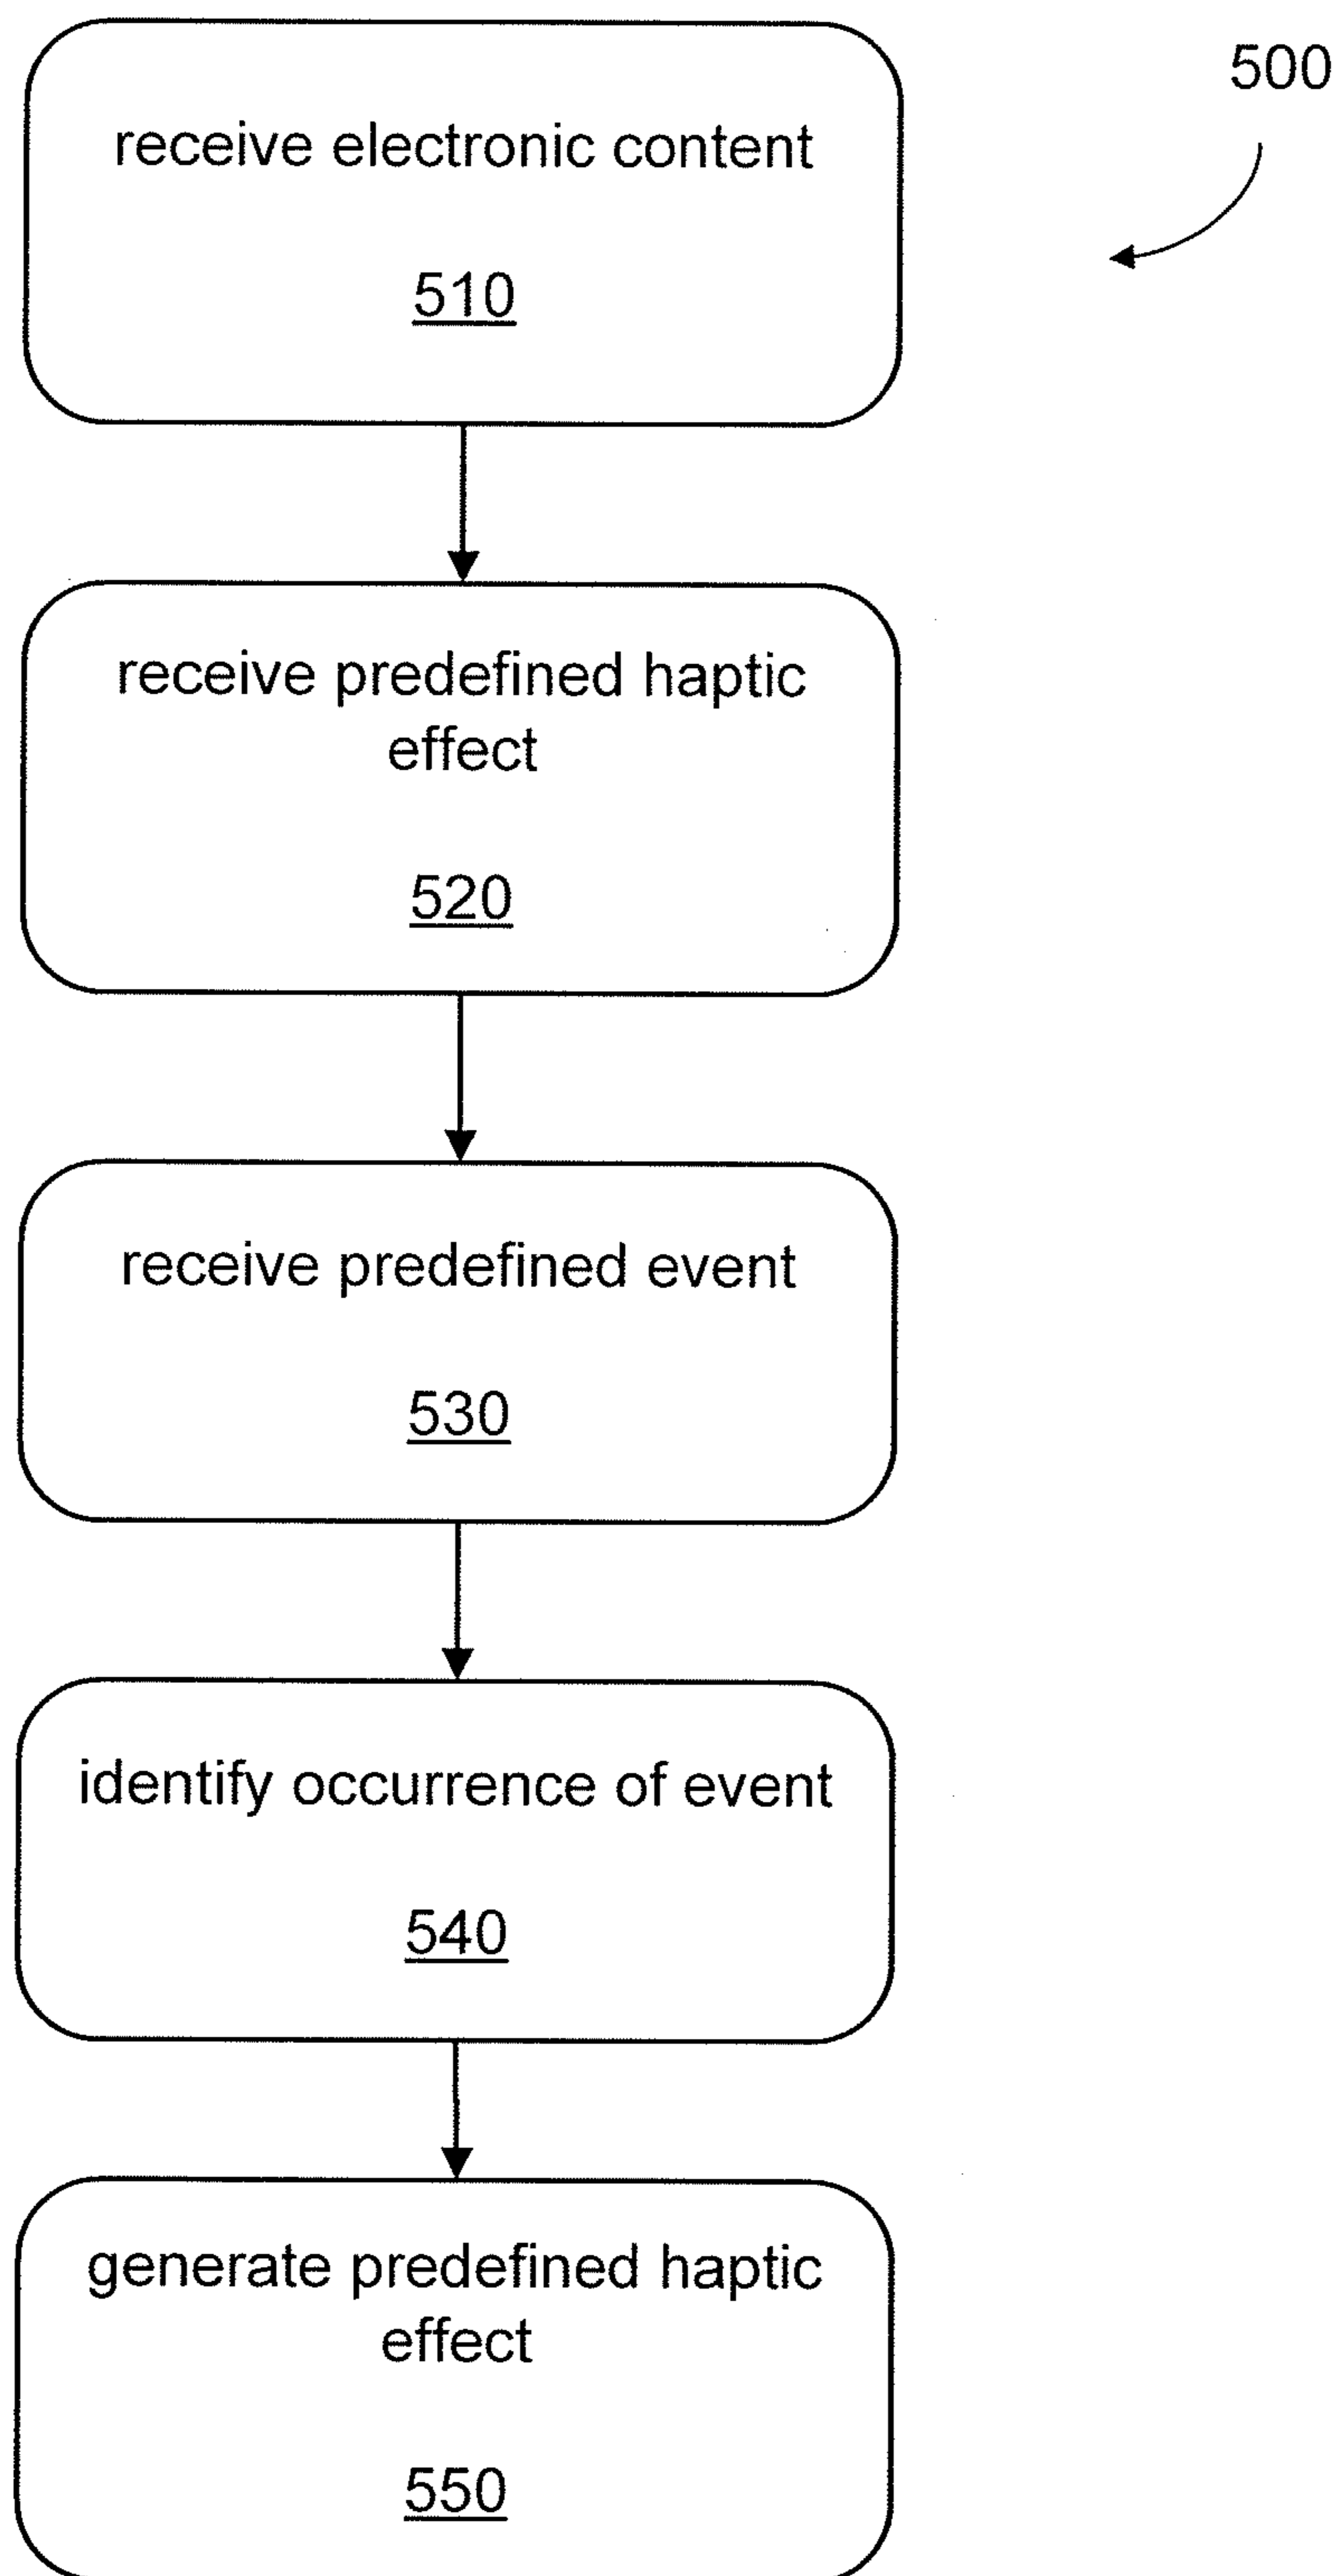 500
receive electronic content
510
receive predefined haptic
effect
520
receive predefined event
530
identify occurrence of event
540
generate predefined haptic
effect
550